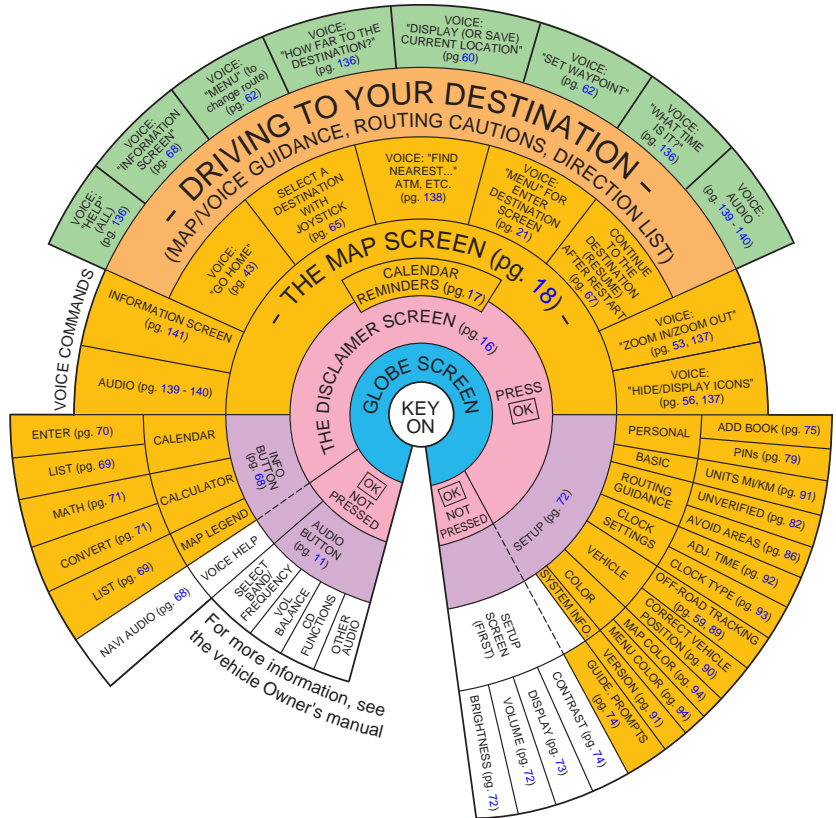 VOICE COMMANDS
VOICE:
"HELP"
(ALL)
(pg. 136)
VOICE:
"INFORMATION
SCREEN"
(pg. 68)
VOICE:
"MENU" (to
change route)
(pg. 62)
VOICE:
"HOW FAR TO THE
DESTINATION?"
(pg. 136)
VOICE:
"DISPLAY (OR SAVE)
CURRENT LOCATION"
(pg.60)
VOICE:
"SET WAYPOINT"
(pg. 62)
VOICE:
"WHAT TIME
IS IT?"
(pg. 136)
VOICE:
AUDIO
(pg. 139 - 140)
- DRIVING TO YOUR DESTINATION -
(MAP/VOICE GUIDANCE, ROUTING CAUTIONS, DIRECTION LIST)
AUDIO (pg. 139 - 140)
INFORMATION SCREEN
(pg. 141)
VOICE:
"GO HOME"
(pg. 43)
SELECT A
DESTINATION
WITH
JOYSTICK
(pg. 65)
VOICE: "FIND
NEAREST..."
ATM, ETC.
(pg. 138)
VOICE:
"MENU" FOR
ENTER
DESTINATION
SCREEN
(pg. 21)
CONTINUE
TO THE
DESTINATION
(RESUME)
AFTER RESTART
(pg. 67)
VOICE:
"ZOOM IN/ZOOM OUT"
(pg. 53, 137)
VOICE:
"HIDE/DISPLAY ICONS"
(pg. 56, 137)
- THE MAP SCREEN (pg. 18) -
CALENDAR
REMINDERS (pg. 17)
THE DISCLAIMER SCREEN (pg. 16)
PRESS
OK
GLOBE SCREEN
KEY
ON
OK
NOT
PRESSED
OK
NOT
PRESSED
INFO
BUTTON
(pg. 68)
AUDIO
BUTTON
(pg. 11)
CALENDAR
CALCULATOR
MAP LEGEND
VOICE HELP
ENTER (pg. 70)
LIST (pg. 69)
MATH (pg. 71)
CONVERT (pg. 71)
LIST (pg. 69)
NAVI AUDIO (pg. 68)
SELECT
BAND/
FREQUENCY
VOL
BALANCE
CD
FUNCTIONS
OTHER
AUDIO
For more information, see
the vehicle Owner's manual
SETUP (pg. 72)
PERSONAL
BASIC
ROUTING
GUIDANCE
CLOCK
SETTINGS
VEHICLE
COLOR
SYSTEM INFO.
SETUP
SCREEN
(FIRST)
ADD BOOK (pg. 75)
PINs (pg. 79)
UNITS MI/KM (pg. 91)
UNVERIFIED (pg. 82)
AVOID AREAS (pg. 86)
ADJ. TIME (pg. 92)
CLOCK TYPE (pg. 93)
OFF-ROAD TRACKING
(pg. 59, 89)
CORRECT VEHICLE
POSITION (pg. 90)
MAP COLOR (pg. 94)
MENU COLOR (pg. 94)
VERSION (pg. 91)
GUIDE. PROMPTS
(pg. 74)
CONTRAST (pg. 74)
DISPLAY (pg. 73)
VOLUME (pg. 72)
BRIGHTNESS (pg. 72)